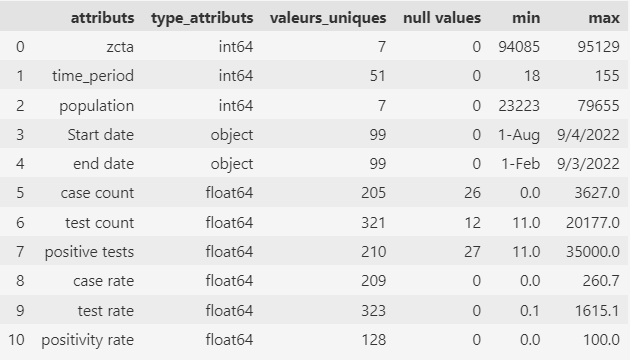 attributs type_attributs valeurs_uniques null values min max
0 zcta int64 7 0 94085 95129
1 time_period int64 51 0 18 155
2 population int64 7 0 23223 79655
3 Start date object 99 0 1-Aug 9/4/2022
4 end date object 99 0 1-Feb 9/3/2022
5 case count float64 205 26 0.0 3627.0
6 test count float64 321 12 11.0 20177.0
7 positive tests float64 210 27 11.0 35000.0
8 case rate float64 209 0 0.0 260.7
9 test rate float64 323 0 0.1 1615.1
10 positivity rate float64 128 0 0.0 100.0